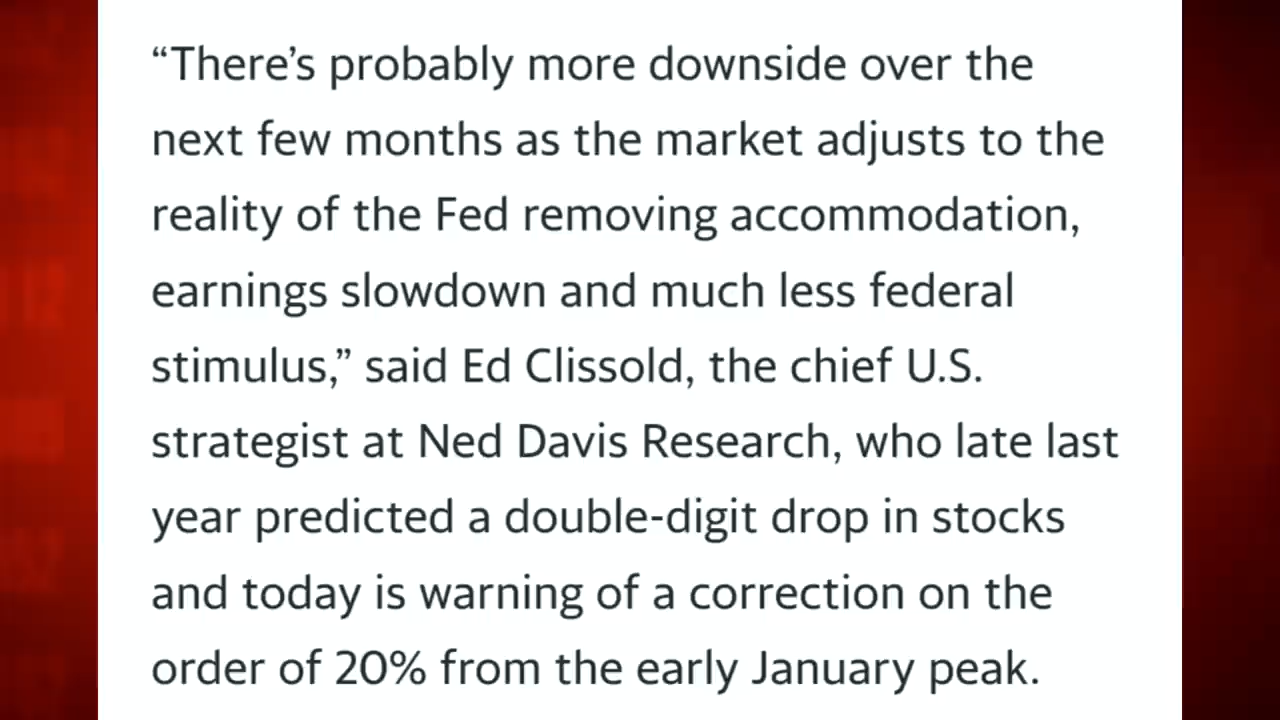 “There’s probably more downside over the
next few months as the market adjusts to the
reality of the Fed removing accommodation,
earnings slowdown and much less federal
stimulus,” said Ed Clissold, the chief U.S.
strategist at Ned Davis Research, who late last
year predicted a double-digit drop in stocks
and today is warning of a correction on the
order of 20% from the early January peak.